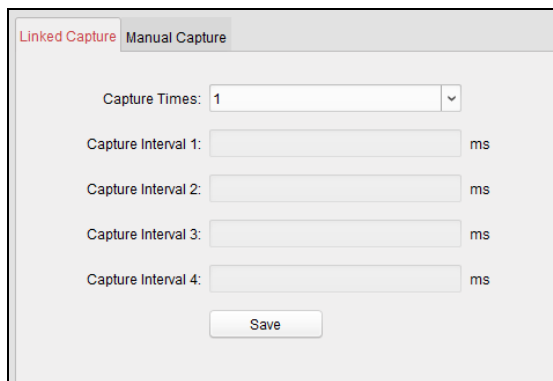 Linked Capture Manual Capture
Capture Times: 1
Capture Interval 1: ms
Capture Interval 2: ms
Capture Interval 3: ms
Capture Interval 4: ms
Save